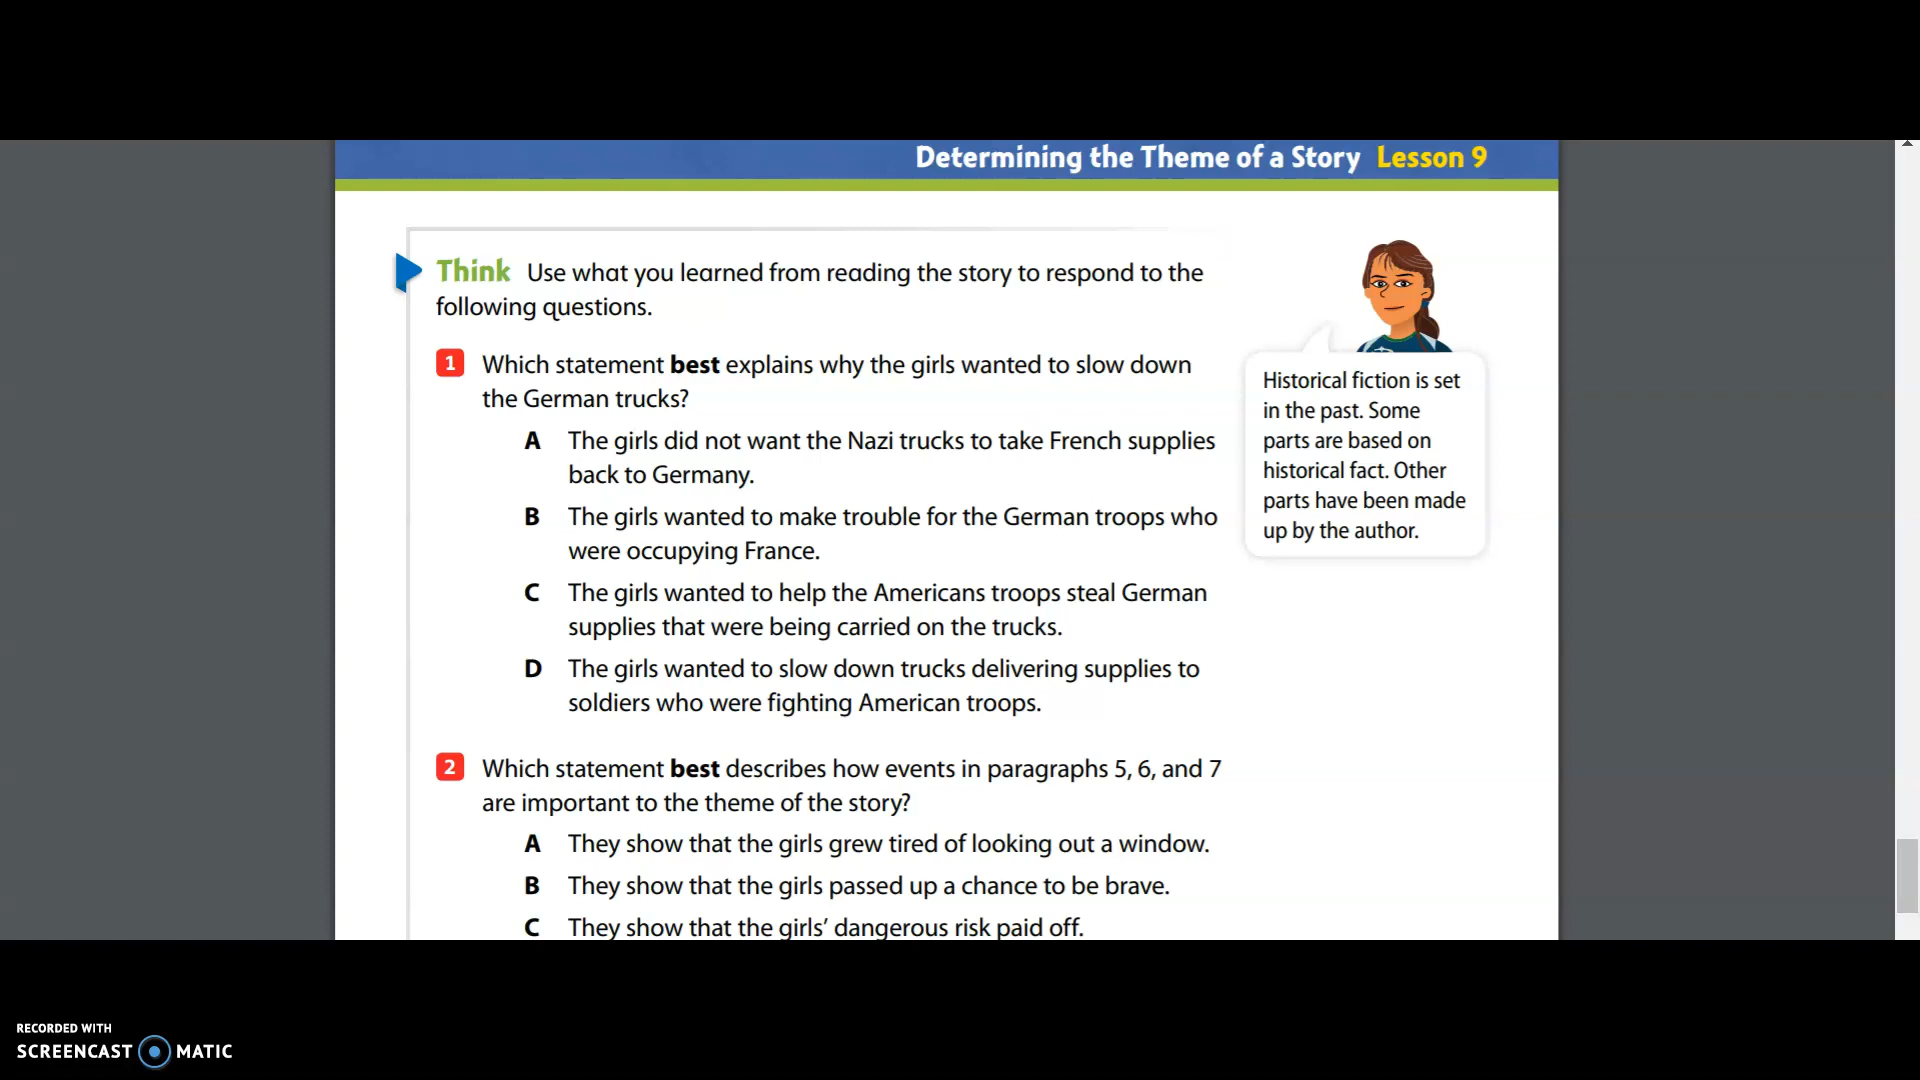 Determining the Theme of a Story Lesson 9
Think Use what you learned from reading the story to respond to the
following questions.
1 Which statement best explains why the girls wanted to slow down
the German trucks?
A The girls did not want the Nazi trucks to take French supplies
back to Germany.
B The girls wanted to make trouble for the German troops who
were occupying France.
C The girls wanted to help the Americans troops steal German
supplies that were being carried on the trucks.
D The girls wanted to slow down trucks delivering supplies to
soldiers who were fighting American troops.
2 Which statement best describes how events in paragraphs 5, 6, and 7
are important to the theme of the story?
A They show that the girls grew tired of looking out a window.
B They show that the girls passed up a chance to be brave.
C They show that the girls’ dangerous risk paid off.
Historical fiction is set
in the past. Some
parts are based on
historical fact. Other
parts have been made
up by the author.
RECORDED WITH
SCREENCAST MATIC